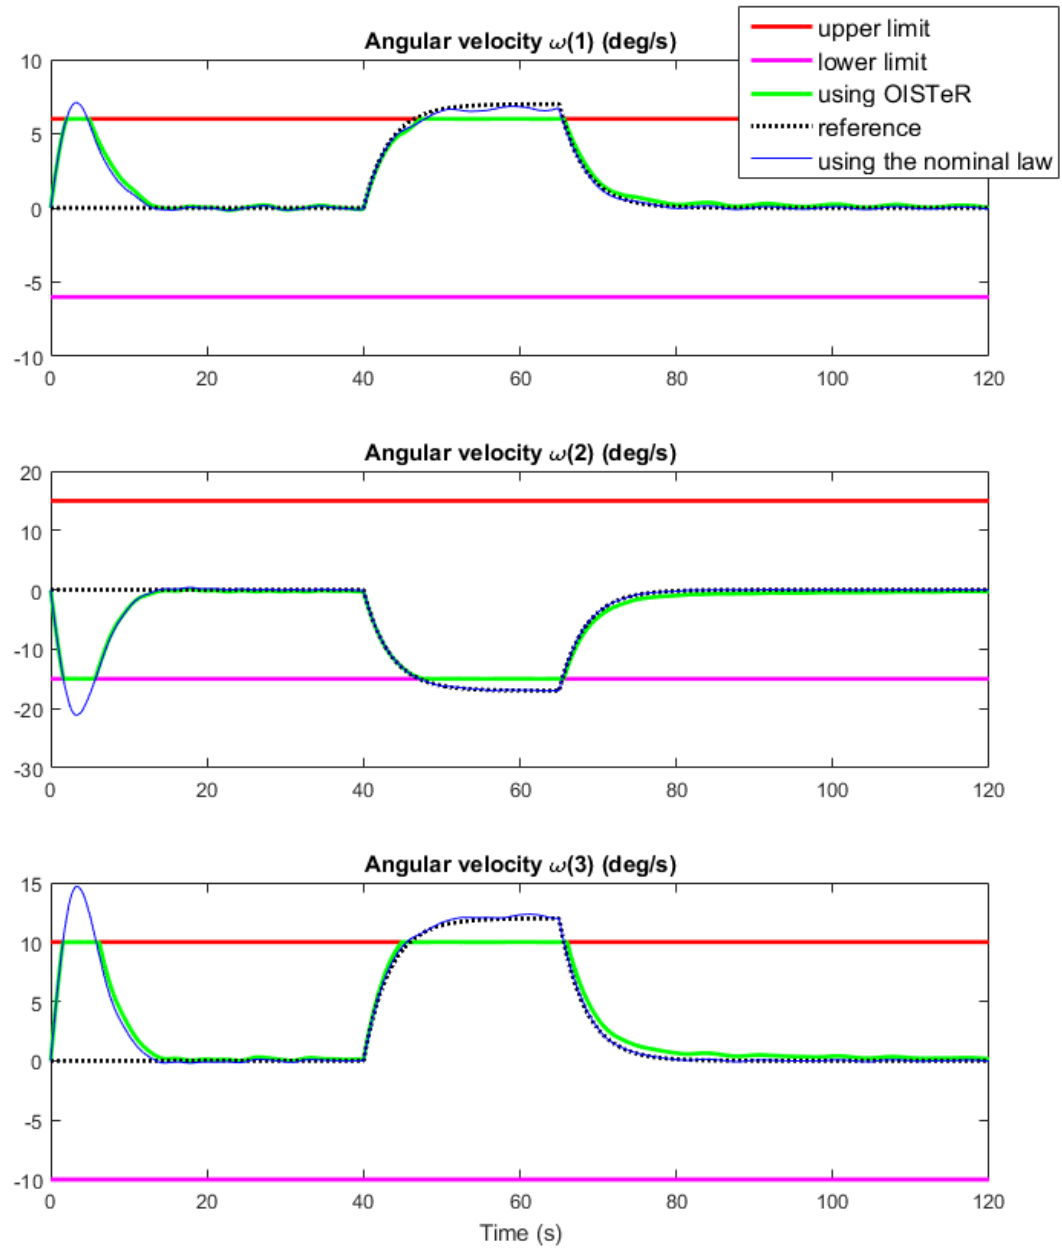 Angular velocity ω(1) (deg/s)
upper limit
lower limit
using OISTeR
reference
using the nominal law
10
5
0
-5
-10
0 20 40 60 80 100 120
Angular velocity ω(2) (deg/s)
20
10
0
-10
-20
-30
0 20 40 60 80 100 120
Angular velocity ω(3) (deg/s)
15
10
5
0
-5
-10
0 20 40 60 80 100 120
Time (s)